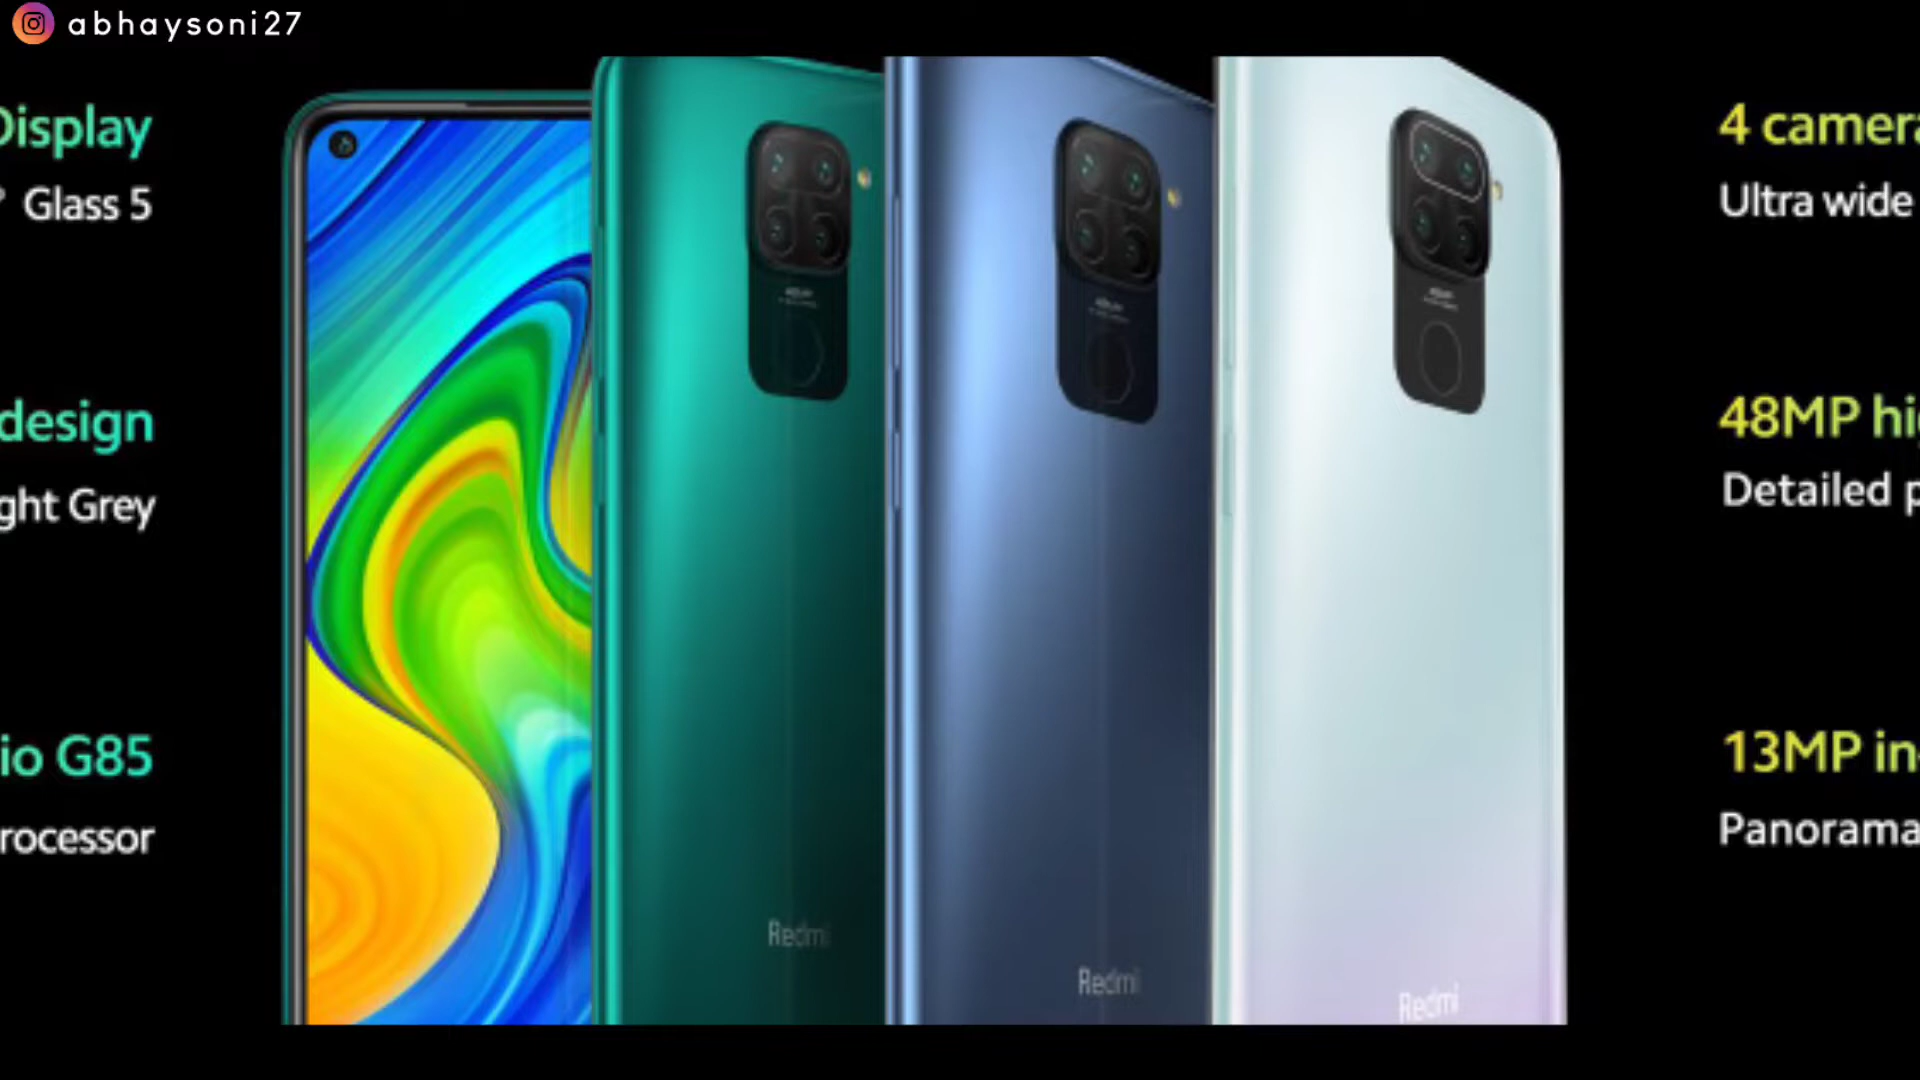 abhaysoni27
Display
Glass 5
design
ght Grey
io G85
rocessor
4 camera
Ultra wide
48MP hig
Detailed p
13MP in-
Panorama
Redmi
Redmi
Redmi